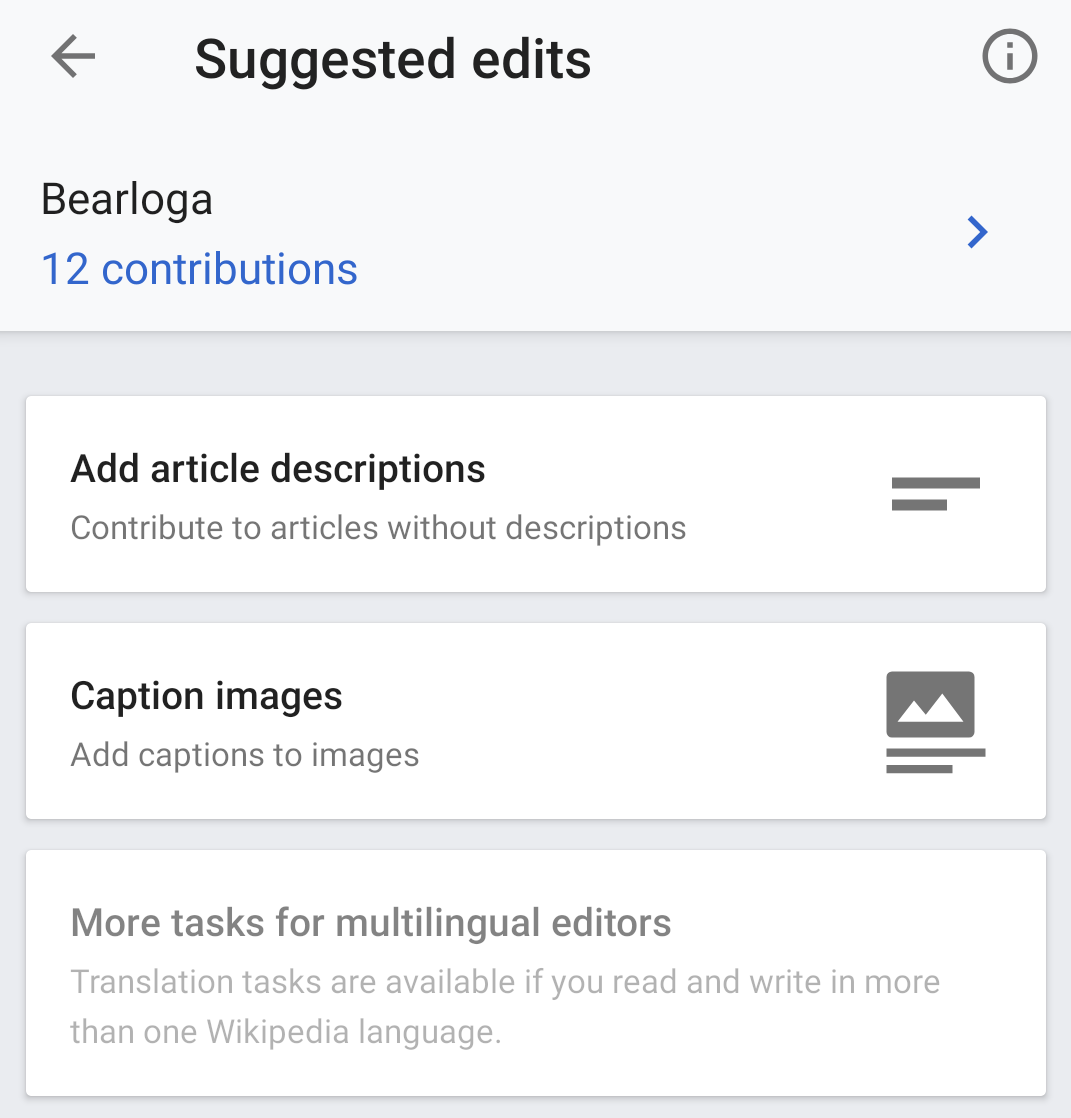 Suggested edits
Bearloga
12 contributions
Add article descriptions
Contribute to articles without descriptions
Caption images
Add captions to images
More tasks for multilingual editors
Translation tasks are available if you read and write in more
than one Wikipedia language.